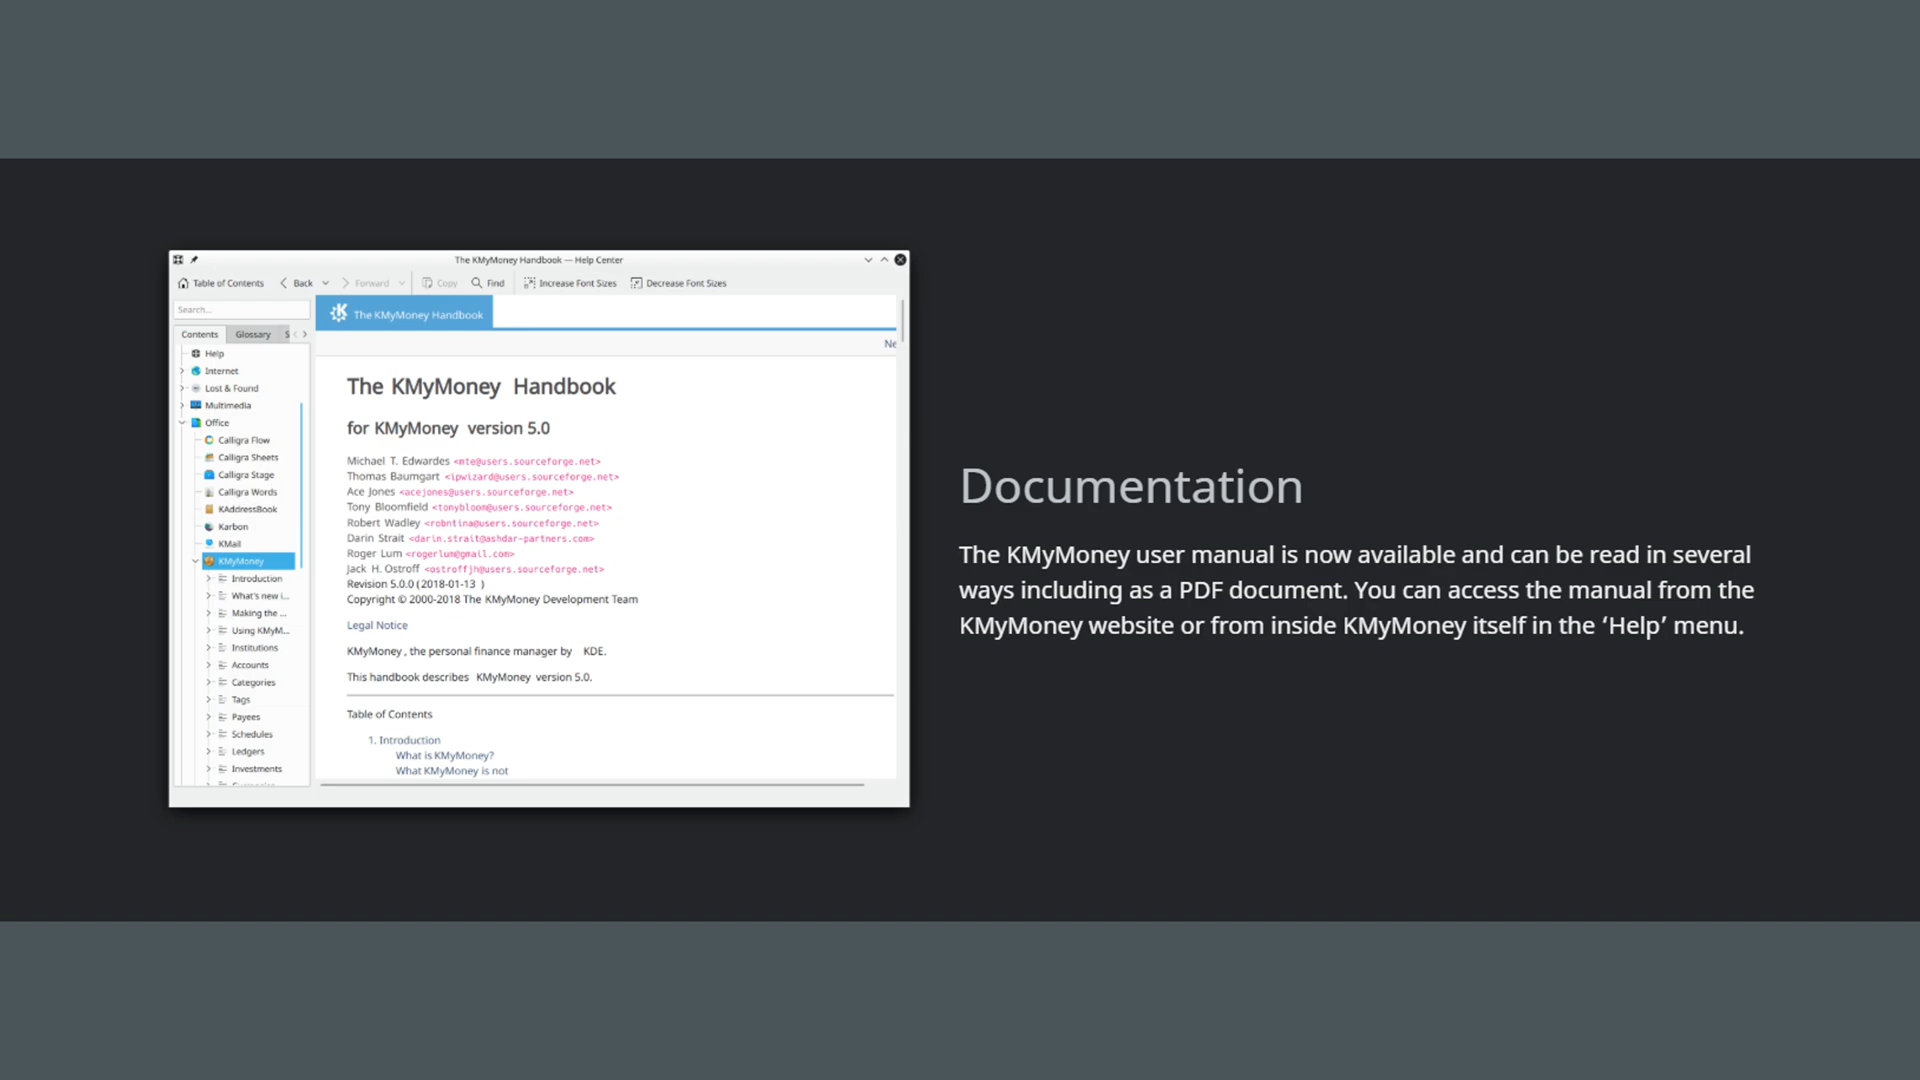 The KMyMoney Handbook — Help Center
Table of Contents Back Forward Copy Find Increase Font Sizes Decrease Font Sizes
Search...
Contents Glossary S
Help
Internet
Lost & Found
Multimedia
Office
Calligra Flow
Calligra Sheets
Calligra Stage
Calligra Words
KAddressBook
Karbon
KMail
KMyMoney
Introduction
What's new i...
Making the ...
Using KMyM...
Institutions
Accounts
Categories
Tags
Payees
Schedules
Ledgers
Investments
The KMyMoney Handbook
Ne
The KMyMoney Handbook
for KMyMoney version 5.0
Michael T. Edwardes <mte@users.sourceforge.net>
Thomas Baumgart <ipwizard@users.sourceforge.net>
Ace Jones <acejones@users.sourceforge.net>
Tony Bloomfield <tonybloom@users.sourceforge.net>
Robert Wadley <robntina@users.sourceforge.net>
Darin Strait <darin.strait@ashdar-partners.com>
Roger Lum <rogerlum@gmail.com>
Jack H. Ostroff <ostroffjh@users.sourceforge.net>
Revision 5.0.0 (2018-01-13 )
Copyright © 2000-2018 The KMyMoney Development Team
Legal Notice
KMyMoney , the personal finance manager by KDE.
This handbook describes KMyMoney version 5.0.
Table of Contents
1. Introduction
What is KMyMoney?
What KMyMoney is not
Documentation
The KMyMoney user manual is now available and can be read in several
ways including as a PDF document. You can access the manual from the
KMyMoney website or from inside KMyMoney itself in the ‘Help’ menu.